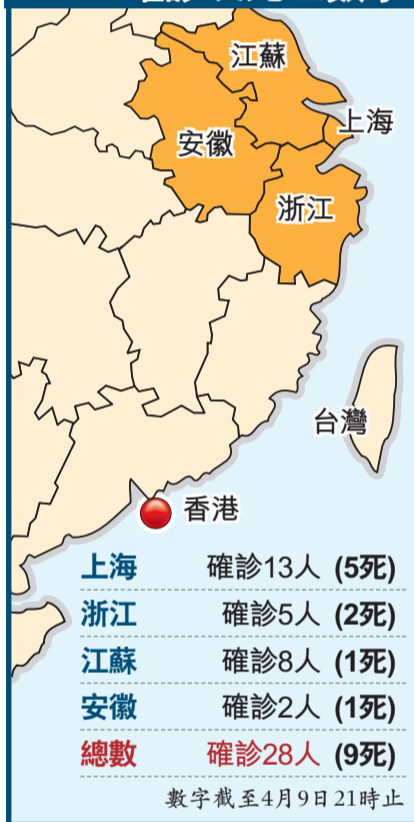 江蘇
上海
安徽
浙江
台灣
香港
上海 確診13人 (5死)
浙江 確診5人 (2死)
江蘇 確診8人 (1死)
安徽 確診2人 (1死)
總數 確診28人 (9死)
數字截至4月9日21時止